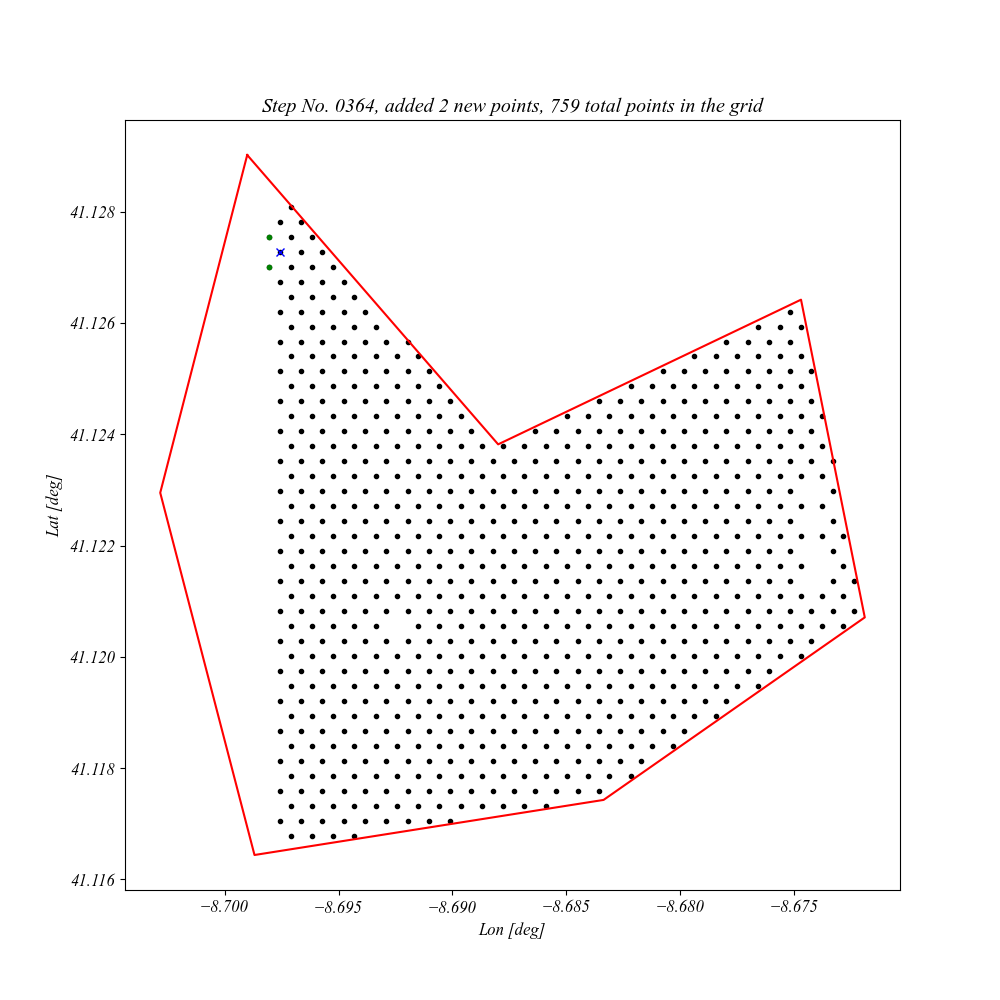 Step No. 0364, added 2 new points, 759 total points in the grid
41.128
41.126
41.124
41.122
41.120
41.118
41.116
Lat [deg]
−8.700 −8.695 −8.690 −8.685 −8.680 −8.675
Lon [deg]